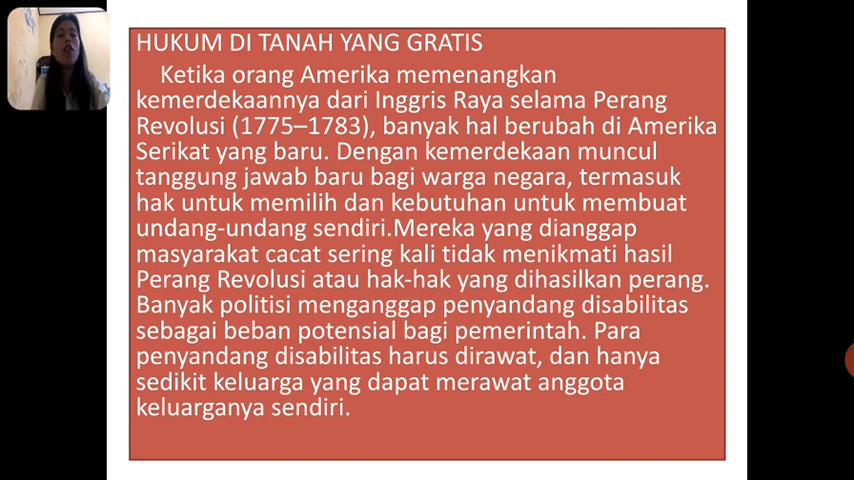 HUKUM DI TANAH YANG GRATIS
Ketika orang Amerika memenangkan
kemerdekaannya dari Inggris Raya selama Perang
Revolusi (1775–1783), banyak hal berubah di Amerika
Serikat yang baru. Dengan kemerdekaan muncul
tanggung jawab baru bagi warga negara, termasuk
hak untuk memilih dan kebutuhan untuk membuat
undang-undang sendiri.Mereka yang dianggap
masyarakat cacat sering kali tidak menikmati hasil
Perang Revolusi atau hak-hak yang dihasilkan perang.
Banyak politisi menganggap penyandang disabilitas
sebagai beban potensial bagi pemerintah. Para
penyandang disabilitas harus dirawat, dan hanya
sedikit keluarga yang dapat merawat anggota
keluarganya sendiri.